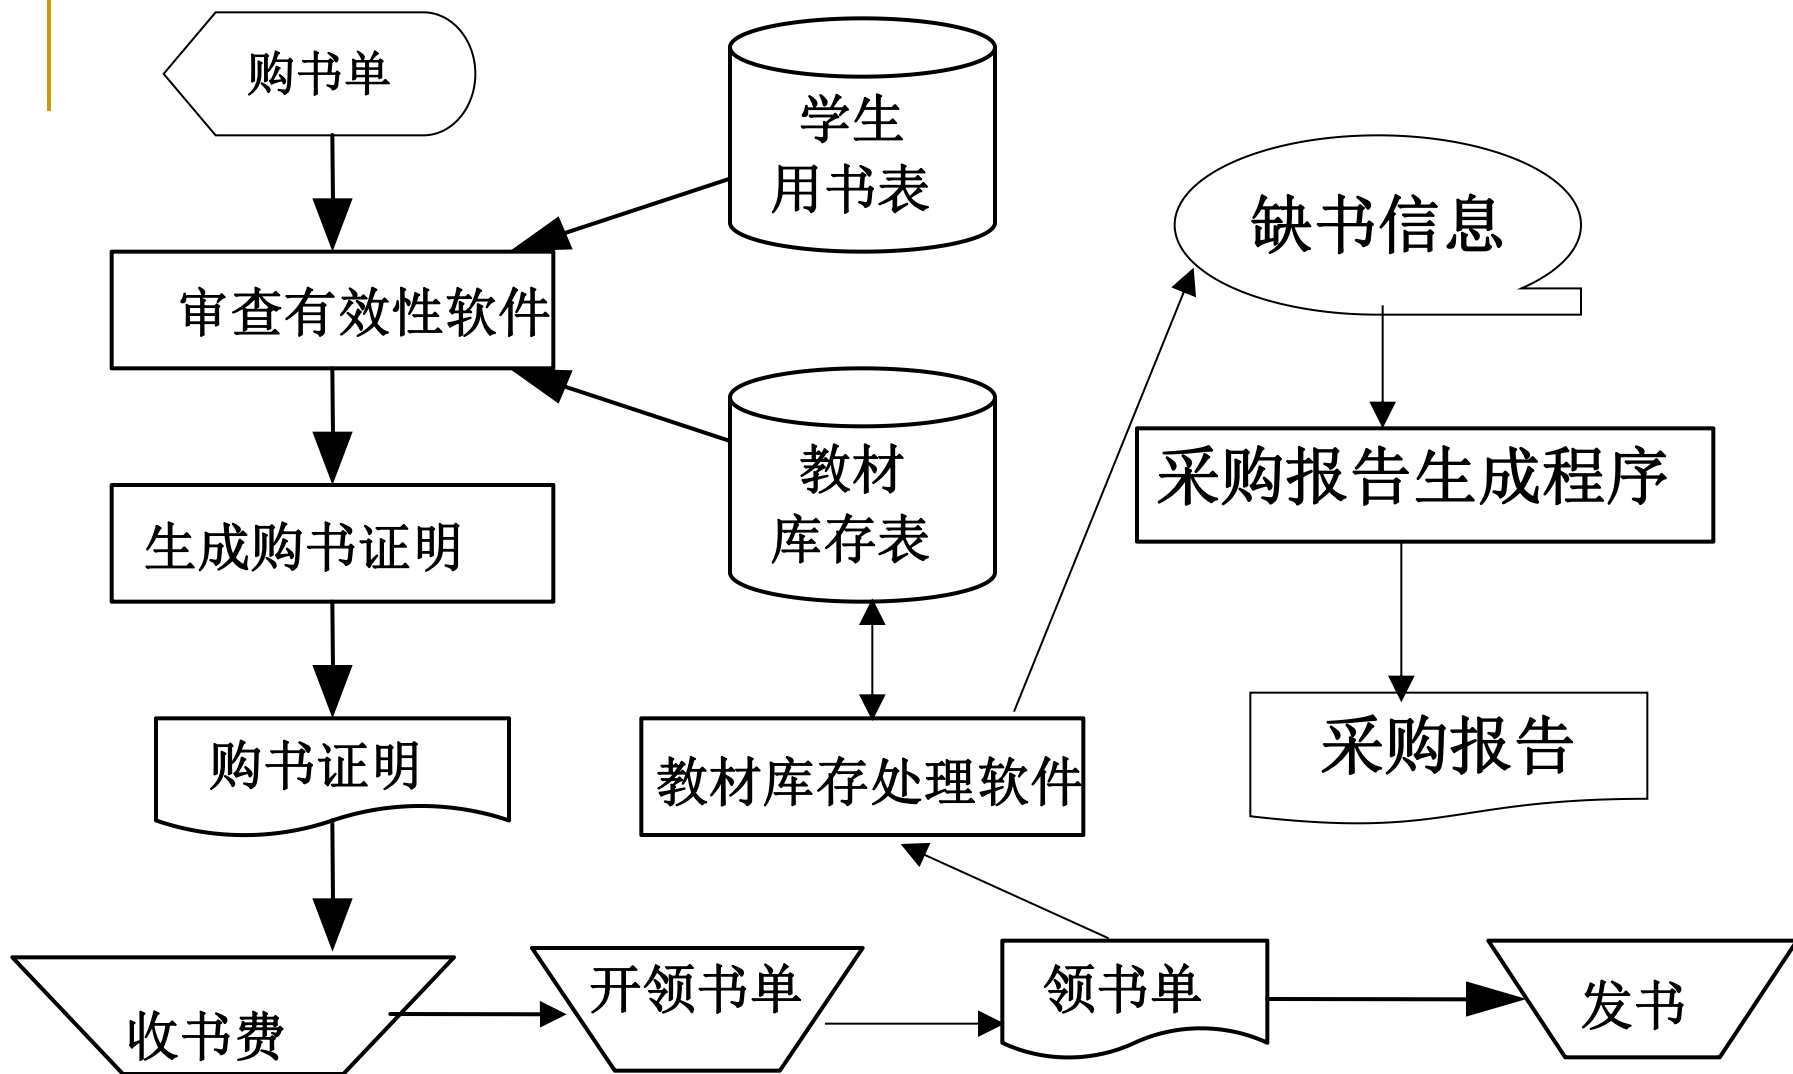 购书单
学生
用书表
缺书信息
审查有效性软件
教材
库存表
采购报告生成程序
生成购书证明
购书证明
教材库存处理软件
采购报告
收书费
开领书单
领书单
发书